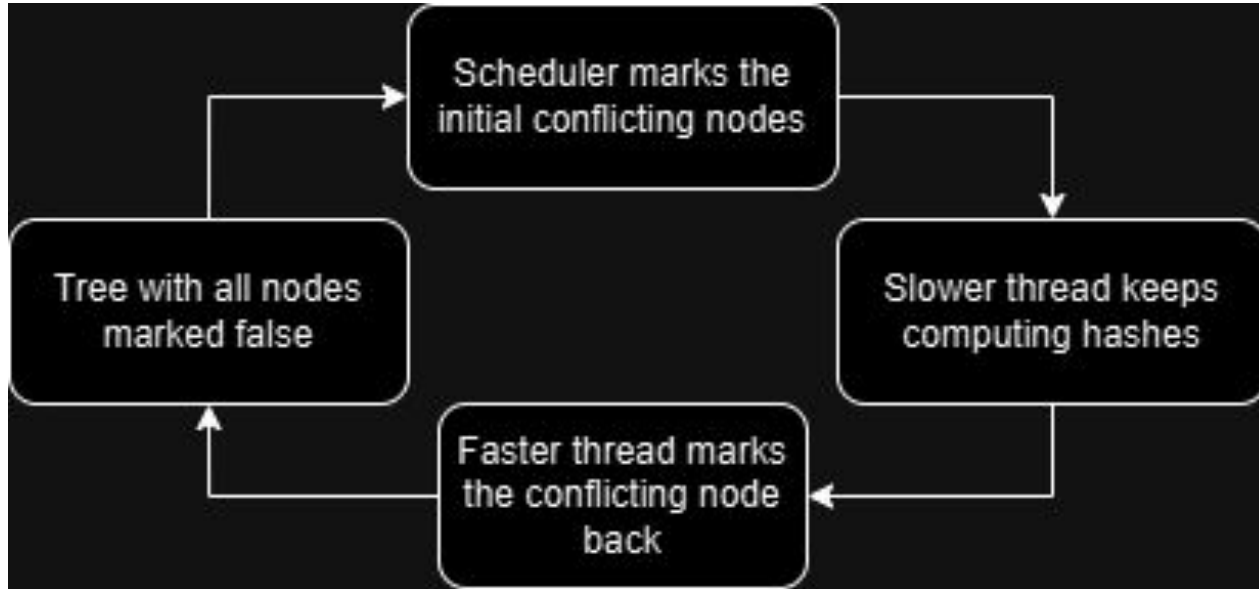 Scheduler marks the
initial conflicting nodes
Tree with all nodes
marked false
Slower thread keeps
computing hashes
Faster thread marks
the conflicting node
back